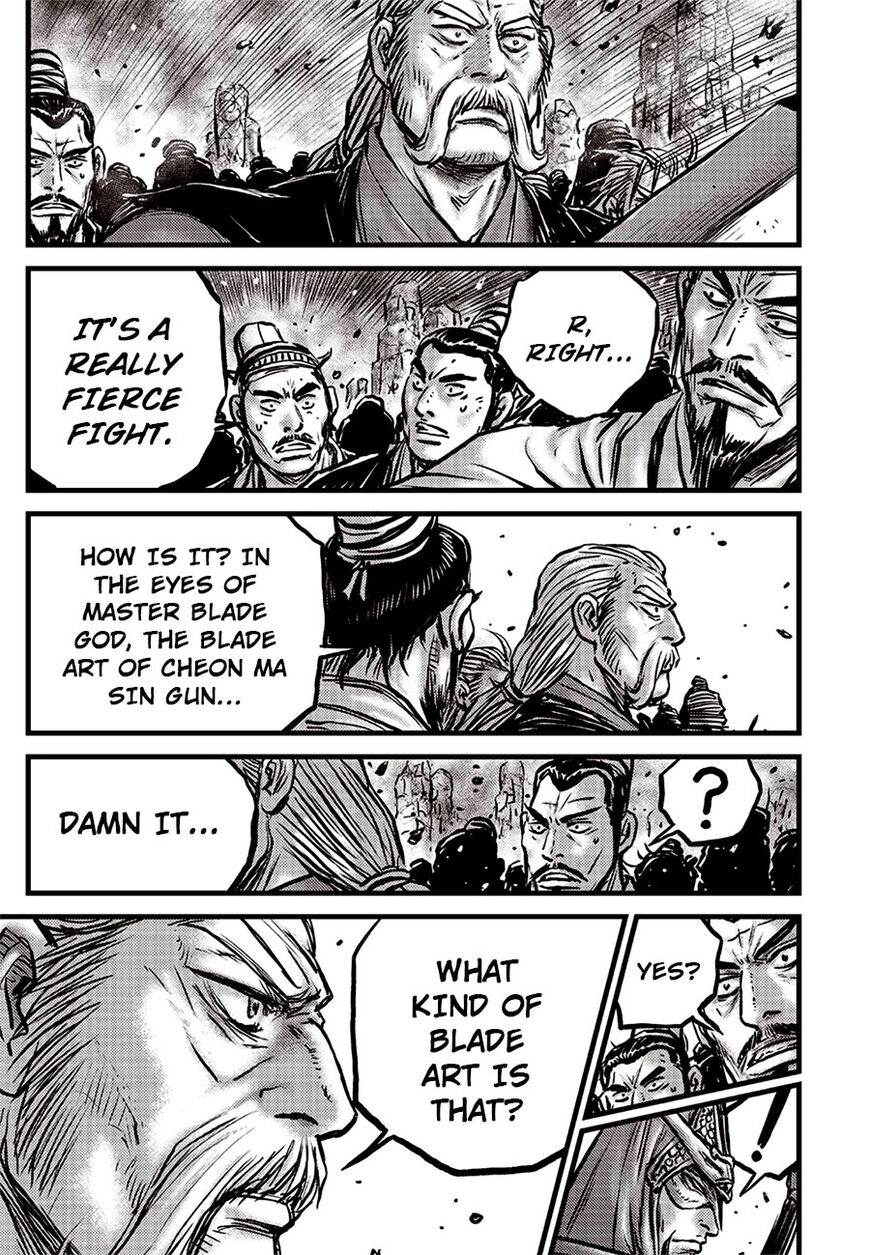 IT'S A
REALLY
FIERCE
FIGHT.
R,
RIGHT...
HOW IS IT? IN
THE EYES OF
MASTER BLADE
GOD, THE BLADE
ART OF CHEON MA
SIN GUN...
DAMN IT...
?
WHAT
KIND OF
BLADE
ART IS
THAT?
YES?
!